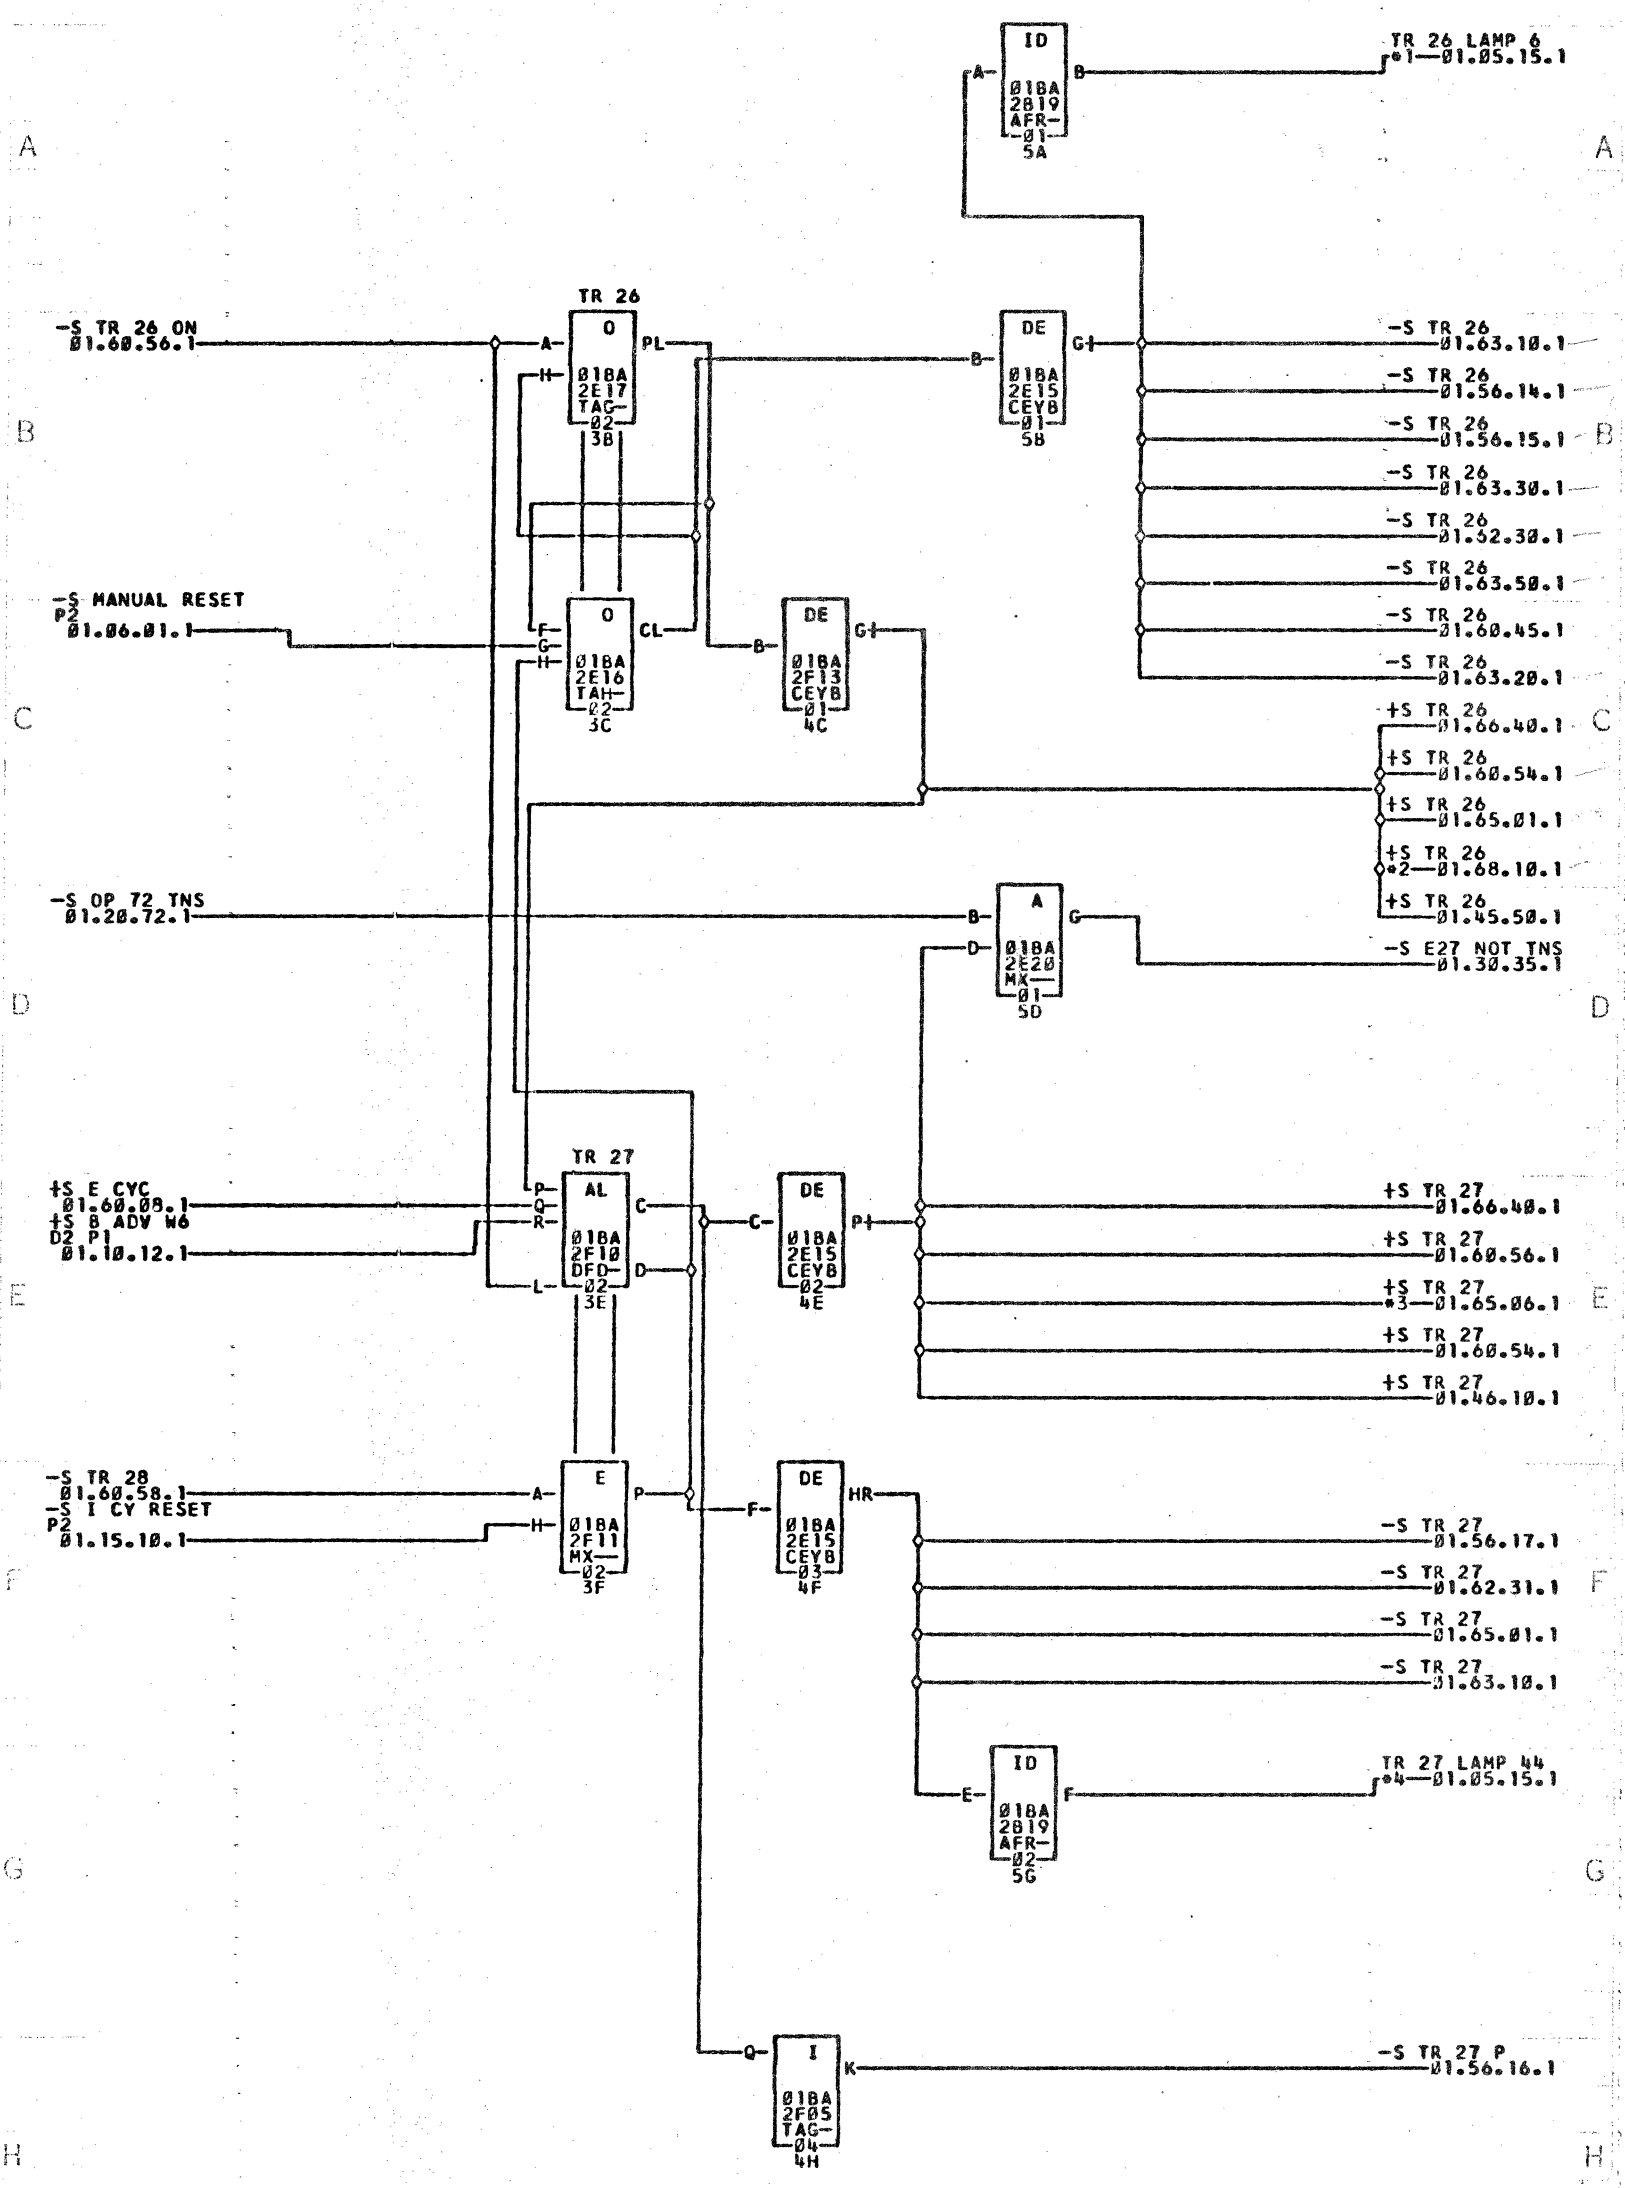 ID
TR 26 LAMP 6
*1—01.05.15.1
A
B
01BA
2B19
AFR—
01
5A
A
A
TR 26
-S TR 26 ON
01.60.56.1
A
O
PL
H
01BA
2E17
TAG—
02
3B
DE
B
G
01BA
2E15
CEYB
01
5B
-S TR 26
01.63.10.1
-S TR 26
01.56.14.1
-S TR 26
01.56.15.1
B
B
-S TR 26
01.63.30.1
-S TR 26
01.62.30.1
-S TR 26
01.63.50.1
-S TR 26
01.60.45.1
-S TR 26
01.63.20.1
-S MANUAL RESET
P2
01.06.01.1
O
F
G
H
CL
01BA
2E16
TAH—
02
3C
DE
B
G
01BA
2F13
CEYB
01
4C
C
C
+S TR 26
01.66.40.1
+S TR 26
01.60.54.1
+S TR 26
01.65.01.1
+S TR 26
*2—01.68.10.1
+S TR 26
01.45.50.1
-S OP 72 TNS
01.20.72.1
A
B
G
D
01BA
2E20
MX—
01
5D
-S E27 NOT TNS
01.30.35.1
D
D
TR 27
+S E CYC
01.60.08.1
+S B ADV W6
D2 P1
01.10.12.1
P
Q
R
L
AL
C
D
01BA
2F10
DFD—
02
3E
DE
C
P
01BA
2E15
CEYB
02
4E
+S TR 27
01.66.40.1
+S TR 27
01.60.56.1
+S TR 27
*3—01.65.06.1
+S TR 27
01.60.54.1
+S TR 27
01.46.10.1
E
E
-S TR 28
01.60.58.1
-S I CY RESET
P2
01.15.10.1
A
H
E
P
01BA
2F11
MX—
02
3F
DE
F
HR
01BA
2E15
CEYB
03
4F
-S TR 27
01.56.17.1
-S TR 27
01.62.31.1
-S TR 27
01.65.01.1
-S TR 27
01.63.10.1
F
F
ID
E
F
01BA
2B19
AFR—
02
5G
TR 27 LAMP 44
*4—01.05.15.1
G
G
I
Q
K
01BA
2F05
TAG—
04
4H
-S TR 27 P
01.56.16.1
H
H